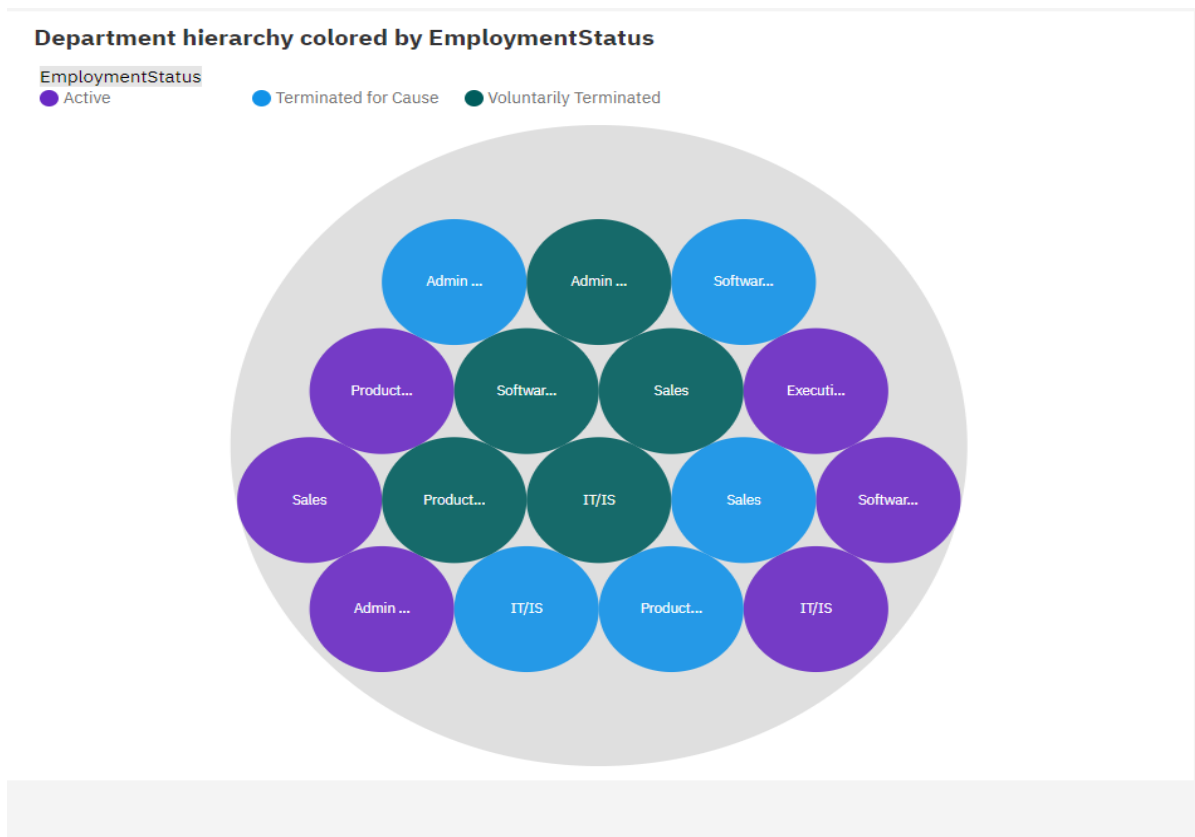 Department hierarchy colored by EmploymentStatus
EmploymentStatus
Active Terminated for Cause Voluntarily Terminated
Admin ... Admin ... Softwar...
Product... Softwar... Sales Executi...
Sales Product... IT/IS Sales Softwar...
Admin ... IT/IS Product... IT/IS